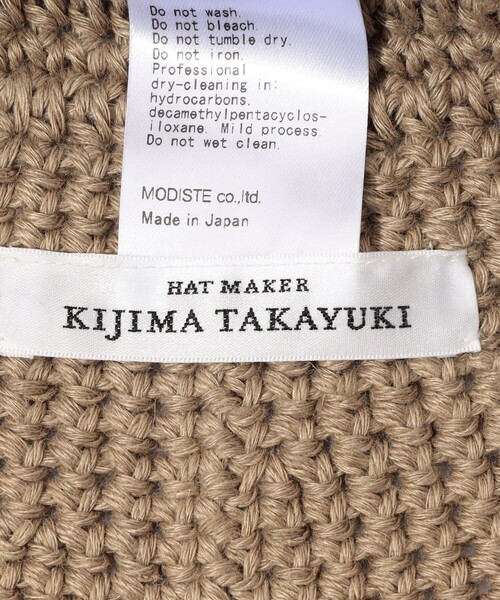 Do not wash.
Do not bleach.
Do not tumble dry.
Do not iron.
Professional
dry-cleaning in:
hydrocarbons,
decamethylpentacyclos-
iloxane. Mild process.
Do not wet clean.
MODISTE co.,ltd.
Made in Japan
HAT MAKER
KIJIMA TAKAYUKI